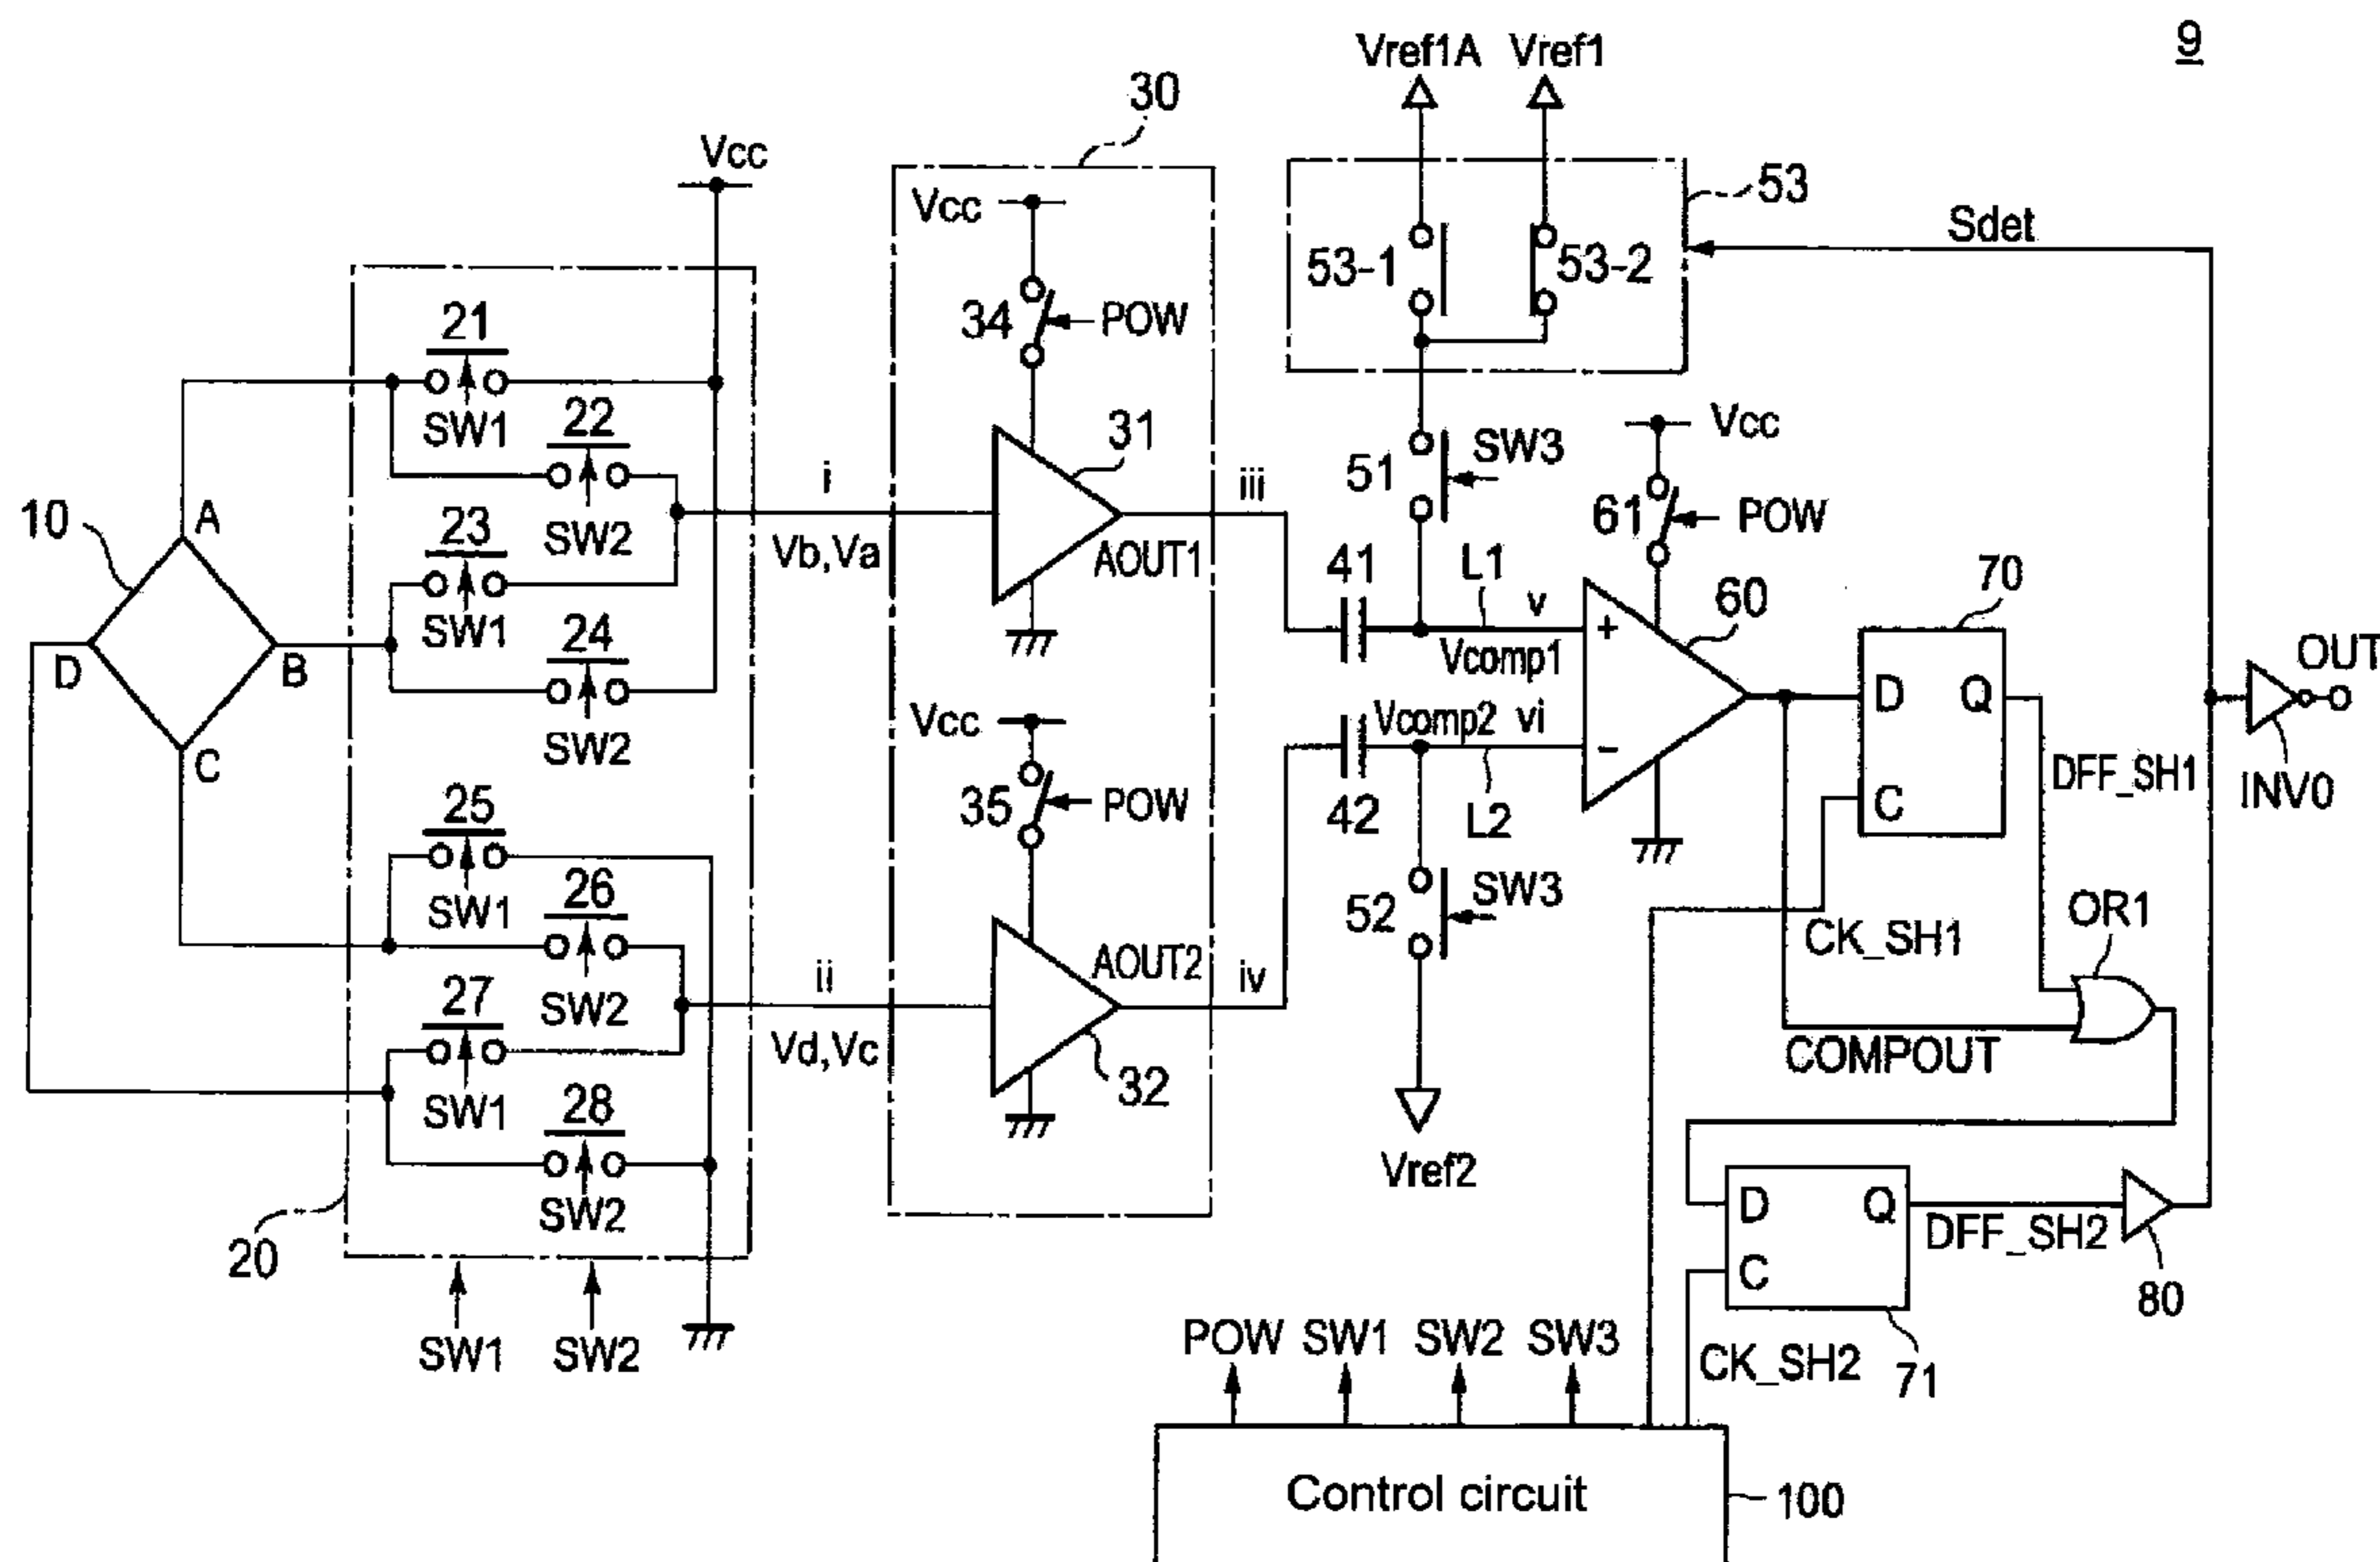 9
Vref1A Vref1
30
Vcc
Vcc
53
Sdet
53-1
53-2
21
SW1
22
SW2
34
POW
31
Vcc
SW3
51
10
A
i
iii
61
POW
23
SW1
SW2
Vb,Va
AOUT1
41
L1
v
60
70
D
B
24
SW2
Vcomp1
+
OUT
D
Q
C
Vcc
Vcomp2
vi
-
DFF_SH1
INV0
C
25
SW1
35
POW
42
L2
26
SW2
52
SW3
CK_SH1
OR1
27
SW1
ii
AOUT2
iv
Vd,Vc
32
COMPOUT
28
SW2
Vref2
D
Q
DFF_SH2
C
80
20
SW1
SW2
POW SW1 SW2 SW3
CK_SH2
71
Control circuit
100